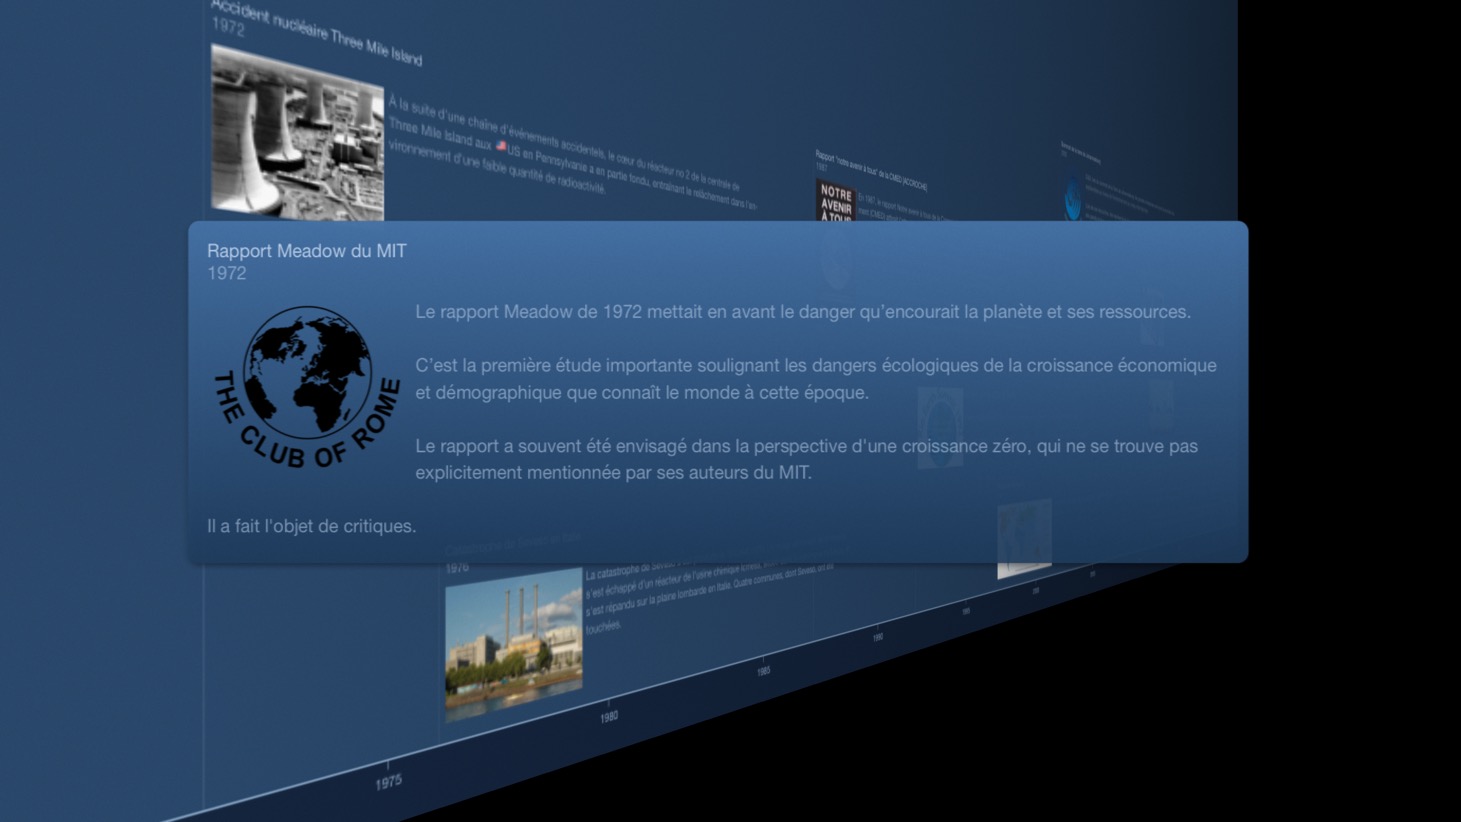 Accident nucléaire Three Mile Island
1972
À la suite d'une chaîne d'événements accidentels, le cœur du réacteur no 2 de la centrale de
Three Mile Island aux US en Pennsylvanie a en partie fondu, entraînant le relâchement dans l'en-
vironnement d'une faible quantité de radioactivité.
Rapport "notre avenir à tous" de la CMED [ACCROCHE]
1987
NOTRE
AVENIR
À TOUS
En 1987, le rapport
Rapport Meadow du MIT
1972
THE CLUB OF ROME
Le rapport Meadow de 1972 mettait en avant le danger qu'encourait la planète et ses ressources.
C'est la première étude importante soulignant les dangers écologiques de la croissance économique
et démographique que connaît le monde à cette époque.
Le rapport a souvent été envisagé dans la perspective d'une croissance zéro, qui ne se trouve pas
explicitement mentionnée par ses auteurs du MIT.
Il a fait l'objet de critiques.
Catastrophe de Seveso en Italie
1976
La catastrophe de Seveso
s'est échappé d'un réacteur de l'usine chimique
s'est répandu sur la plaine lombarde en Italie. Quatre communes, dont Seveso, ont été
touchées.
1975
1980
1985
1990
1995